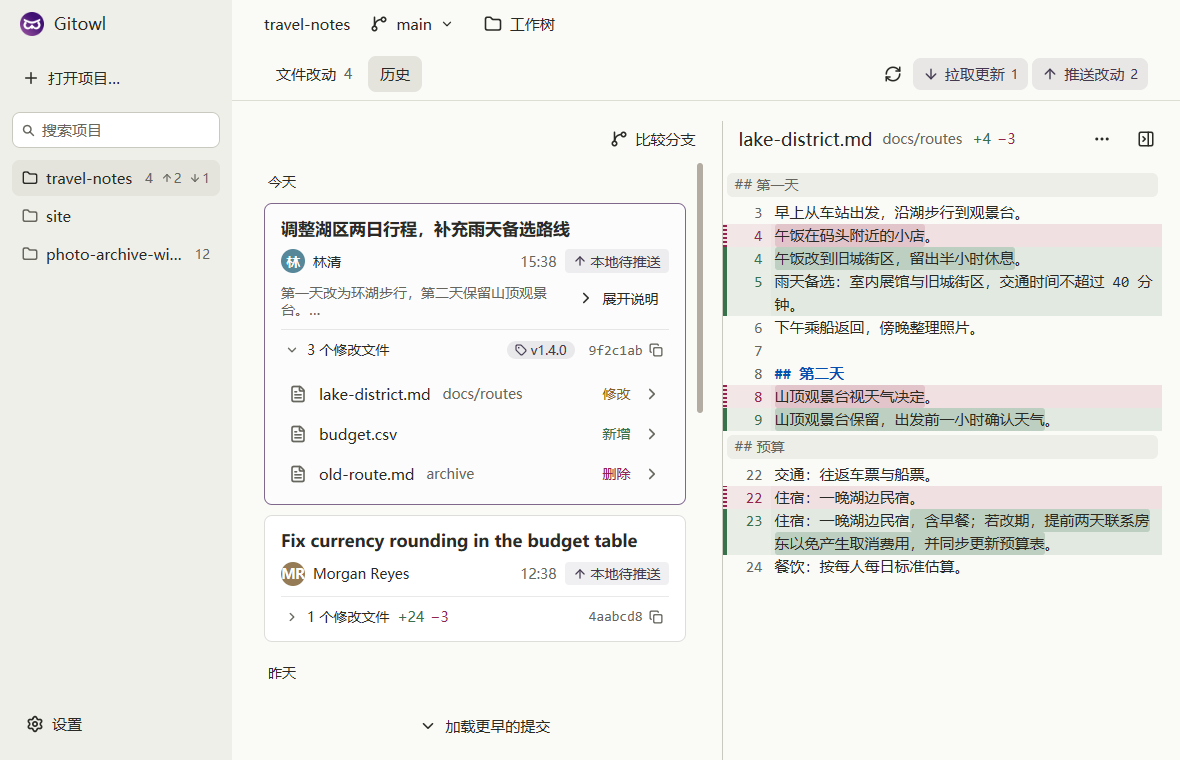 Gitowl
打开项目...
搜索项目
travel-notes 4 ↑2 ↓1
site
photo-archive-wi... 12
设置
travel-notes main 工作树
文件改动 4 历史
拉取更新 1 推送改动 2
比较分支
今天
调整湖区两日行程，补充雨天备选路线
林 林清 15:38 ↑ 本地待推送
第一天改为环湖步行，第二天保留山顶观景
台。...
展开说明
3 个修改文件 v1.4.0 9f2c1ab
lake-district.md docs/routes 修改
budget.csv 新增
old-route.md archive 删除
Fix currency rounding in the budget table
MR Morgan Reyes 12:38 ↑ 本地待推送
1 个修改文件 +24 −3 4aabcd8
昨天
加载更早的提交
lake-district.md docs/routes +4 −3
## 第一天
3 早上从车站出发，沿湖步行到观景台。
4 午饭在码头附近的小店。
4 午饭改到旧城街区，留出半小时休息。
5 雨天备选：室内展馆与旧城街区，交通时间不超过 40 分
钟。
6 下午乘船返回，傍晚整理照片。
7
8 ## 第二天
8 山顶观景台视天气决定。
9 山顶观景台保留，出发前一小时确认天气。
## 预算
22 交通：往返车票与船票。
22 住宿：一晚湖边民宿。
23 住宿：一晚湖边民宿，含早餐；若改期，提前两天联系房
东以免产生取消费用，并同步更新预算表。
24 餐饮：按每人每日标准估算。